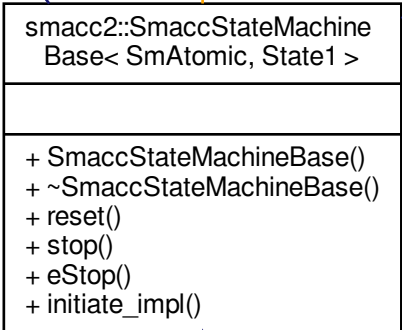 smacc2::SmaccStateMachine
Base< SmAtomic, State1 >
+ SmaccStateMachineBase()
+ ~SmaccStateMachineBase()
+ reset()
+ stop()
+ eStop()
+ initiate_impl()